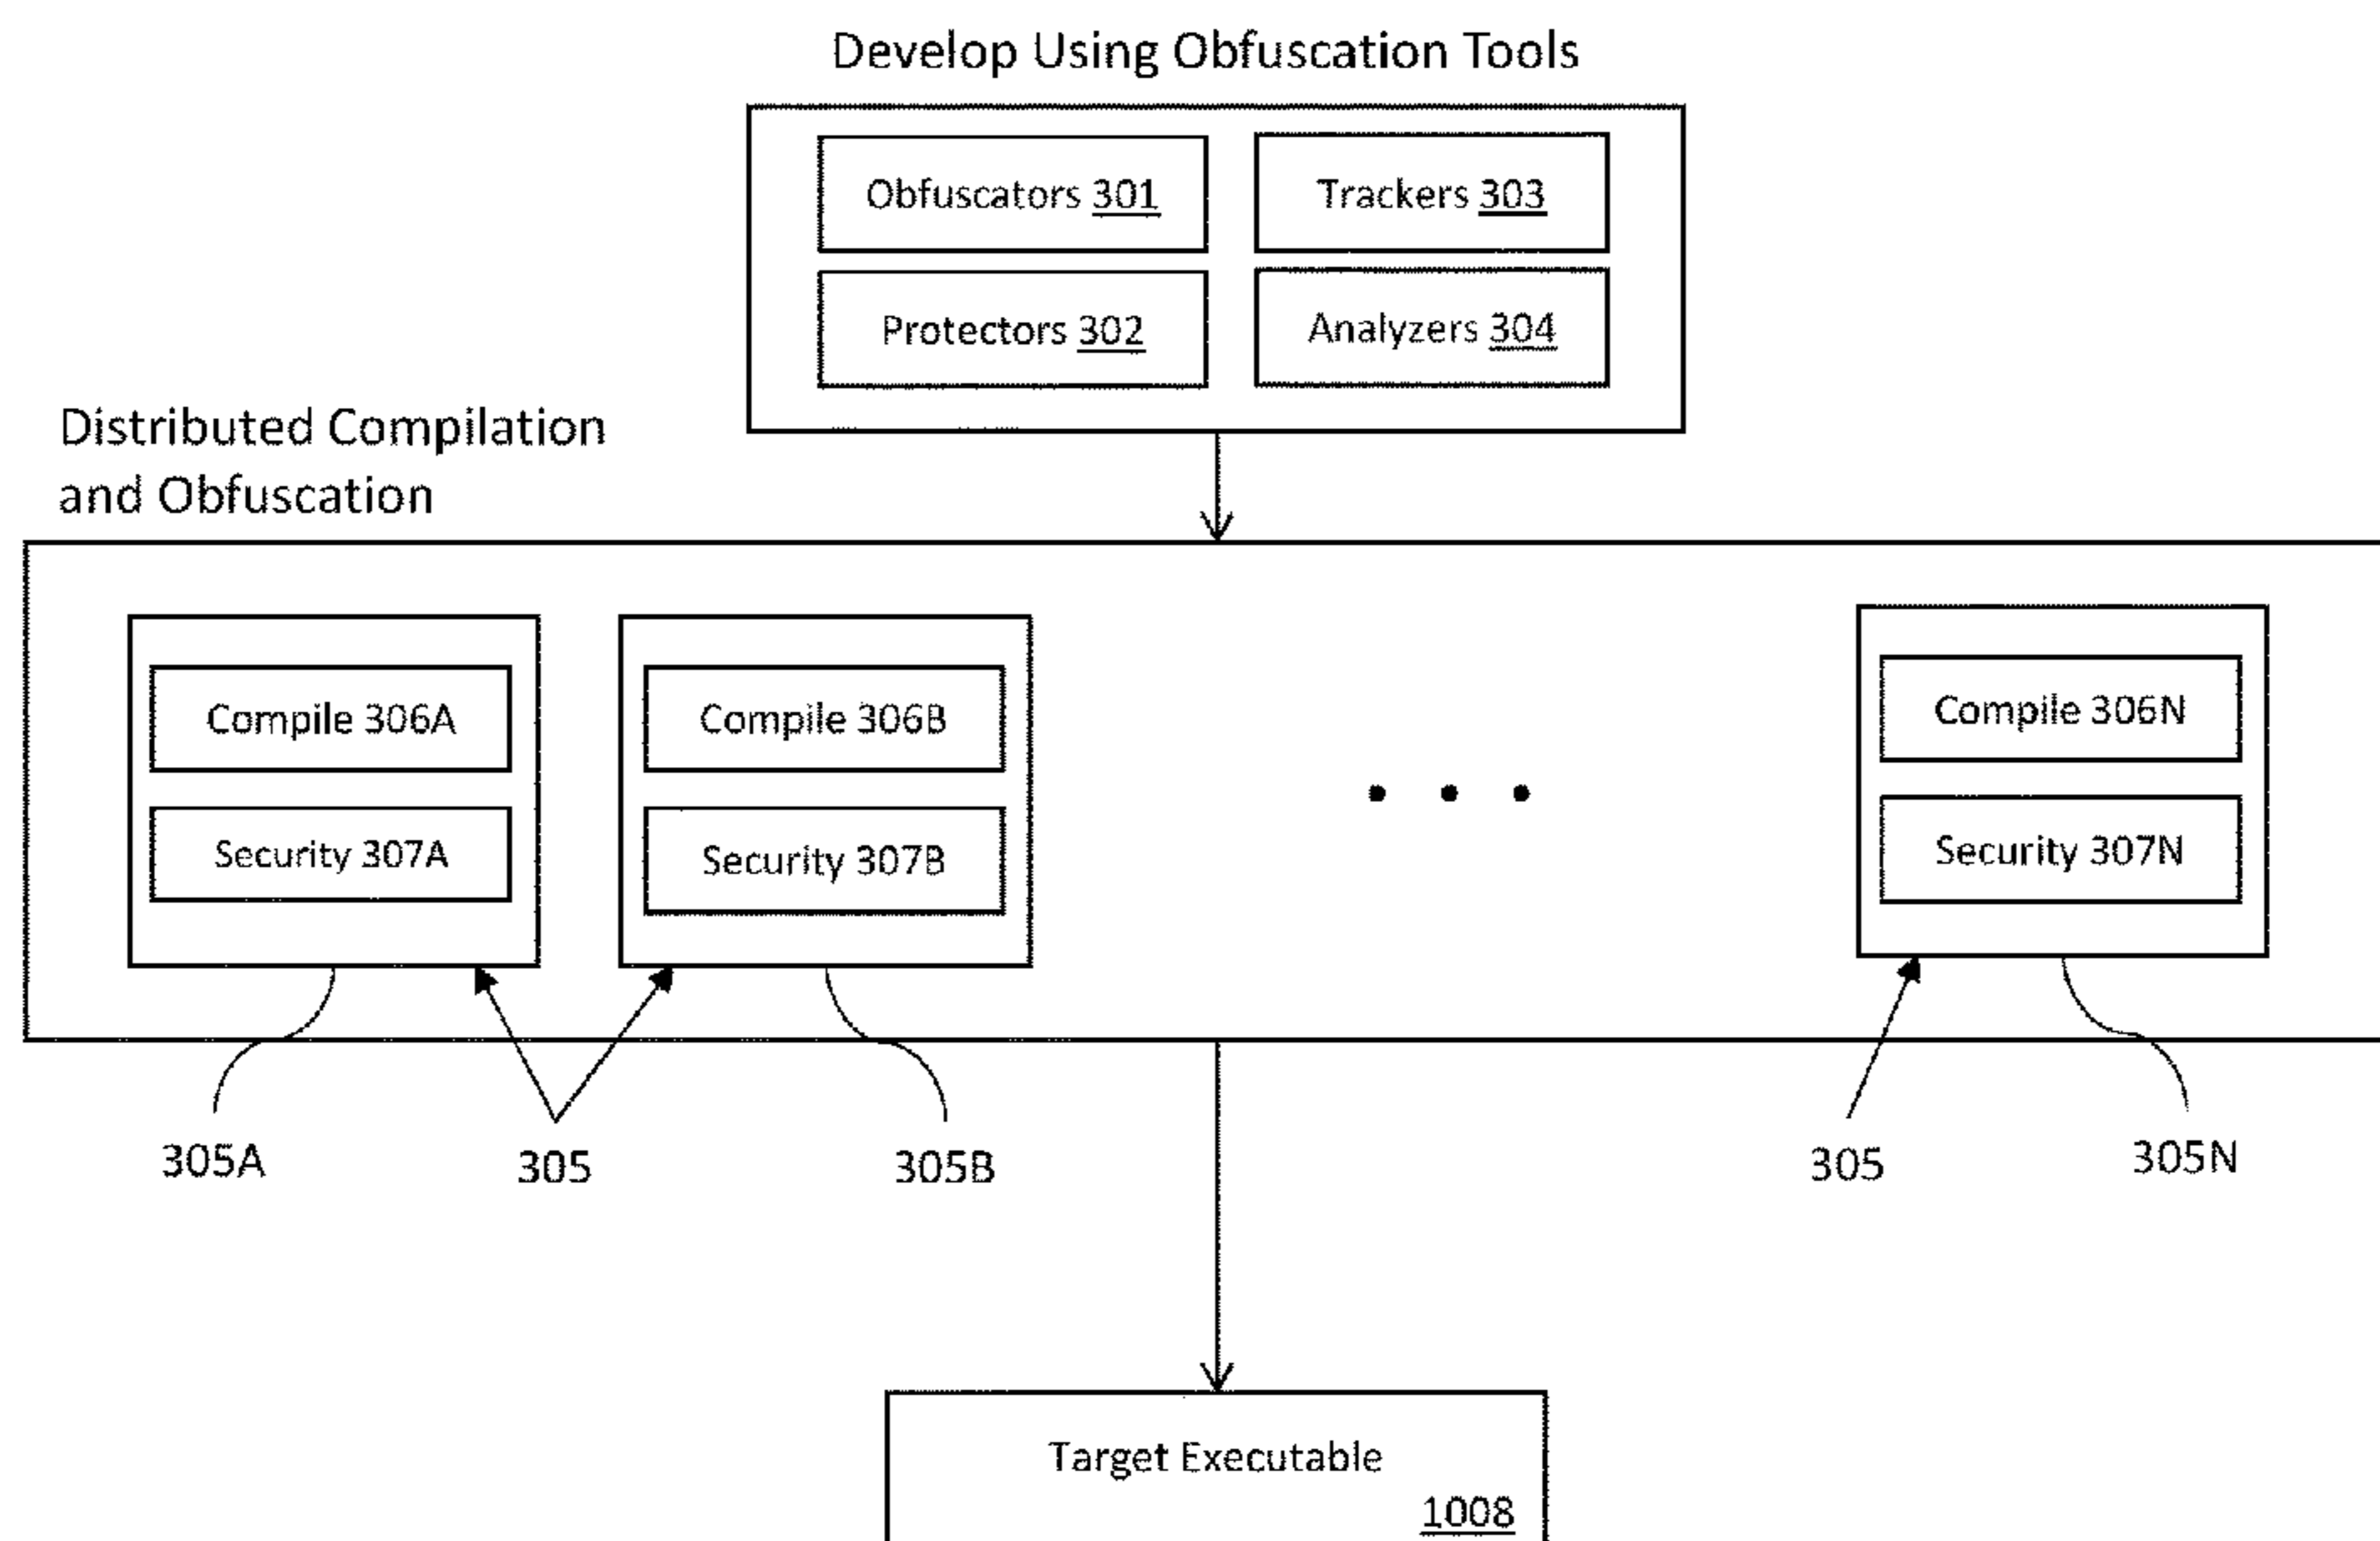 Develop Using Obfuscation Tools
Obfuscators 301
Trackers 303
Protectors 302
Analyzers 304
Distributed Compilation
and Obfuscation
Compile 306A
Security 307A
Compile 306B
Security 307B
Compile 306N
Security 307N
305A
305
305B
305
305N
Target Executable
1008